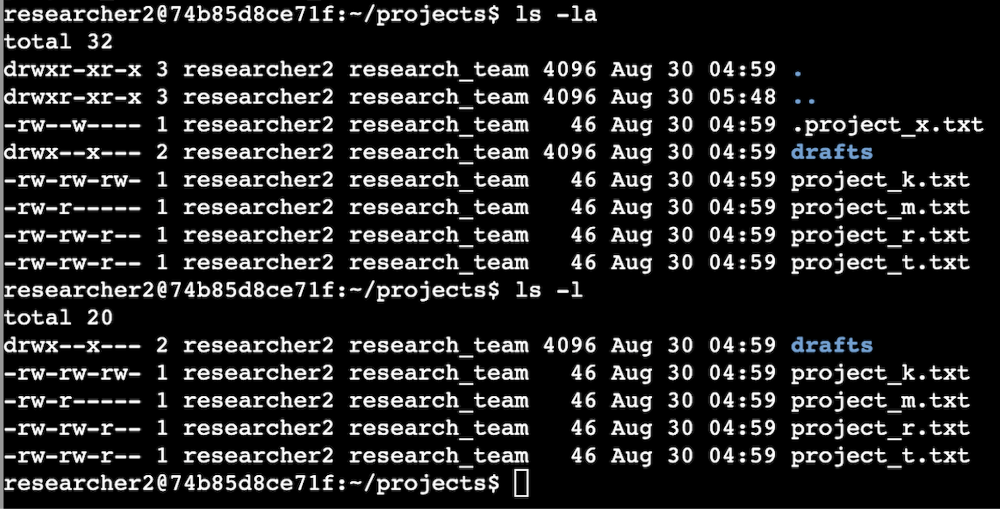 researcher2@74b85d8ce71f:~/projects$ ls -la
total 32
drwxr-xr-x 3 researcher2 research_team 4096 Aug 30 04:59 .
drwxr-xr-x 3 researcher2 research_team 4096 Aug 30 05:48 ..
-rw--w---- 1 researcher2 research_team   46 Aug 30 04:59 .project_x.txt
drwx--x--- 2 researcher2 research_team 4096 Aug 30 04:59 drafts
-rw-rw-rw- 1 researcher2 research_team   46 Aug 30 04:59 project_k.txt
-rw-r----- 1 researcher2 research_team   46 Aug 30 04:59 project_m.txt
-rw-rw-r-- 1 researcher2 research_team   46 Aug 30 04:59 project_r.txt
-rw-rw-r-- 1 researcher2 research_team   46 Aug 30 04:59 project_t.txt
researcher2@74b85d8ce71f:~/projects$ ls -l
total 20
drwx--x--- 2 researcher2 research_team 4096 Aug 30 04:59 drafts
-rw-rw-rw- 1 researcher2 research_team   46 Aug 30 04:59 project_k.txt
-rw-r----- 1 researcher2 research_team   46 Aug 30 04:59 project_m.txt
-rw-rw-r-- 1 researcher2 research_team   46 Aug 30 04:59 project_r.txt
-rw-rw-r-- 1 researcher2 research_team   46 Aug 30 04:59 project_t.txt
researcher2@74b85d8ce71f:~/projects$